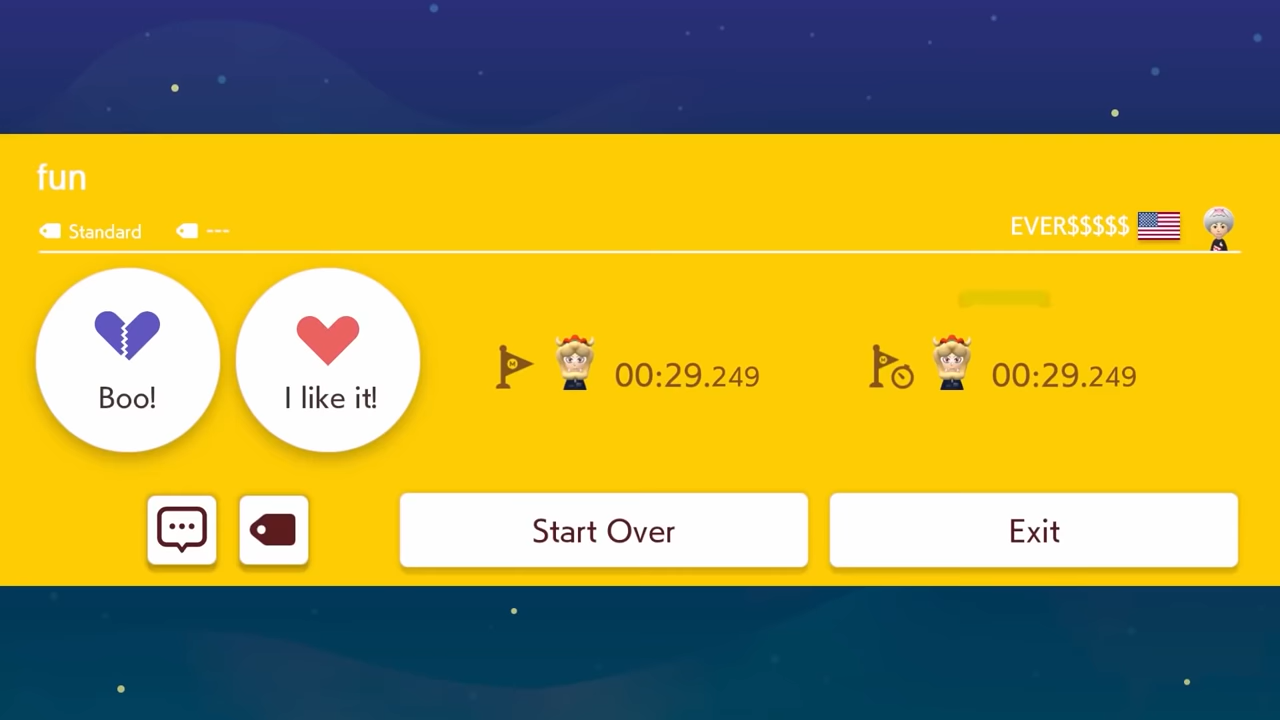 fun
Standard
---
EVER$$$$$
Boo!
I like it!
M
00:29.249
M
00:29.249
Start Over
Exit